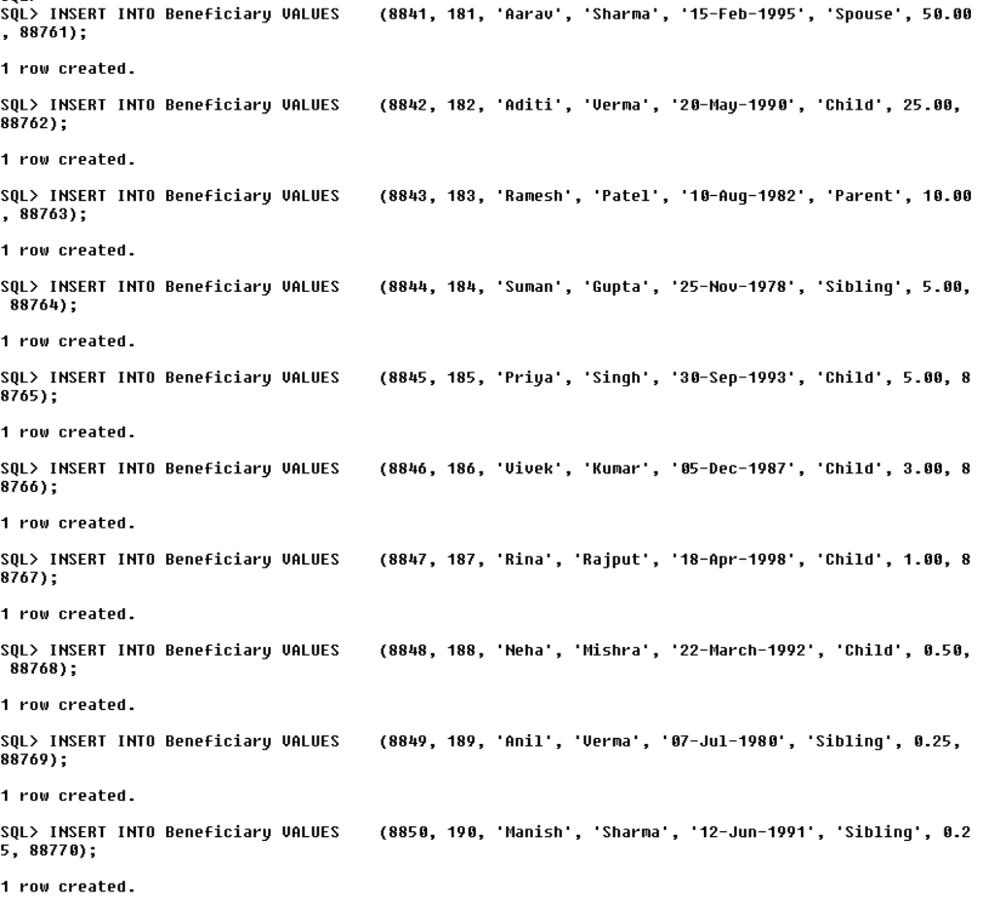 SQL> INSERT INTO Beneficiary VALUES    (8841, 181, 'Aarav', 'Sharma', '15-Feb-1995', 'Spouse', 50.00
, 88761);
1 row created.
SQL> INSERT INTO Beneficiary VALUES    (8842, 182, 'Aditi', 'Verma', '20-May-1990', 'Child', 25.00,
88762);
1 row created.
SQL> INSERT INTO Beneficiary VALUES    (8843, 183, 'Ramesh', 'Patel', '10-Aug-1982', 'Parent', 10.00
, 88763);
1 row created.
SQL> INSERT INTO Beneficiary VALUES    (8844, 184, 'Suman', 'Gupta', '25-Nov-1978', 'Sibling', 5.00,
 88764);
1 row created.
SQL> INSERT INTO Beneficiary VALUES    (8845, 185, 'Priya', 'Singh', '30-Sep-1993', 'Child', 5.00, 8
8765);
1 row created.
SQL> INSERT INTO Beneficiary VALUES    (8846, 186, 'Vivek', 'Kumar', '05-Dec-1987', 'Child', 3.00, 8
8766);
1 row created.
SQL> INSERT INTO Beneficiary VALUES    (8847, 187, 'Rina', 'Rajput', '18-Apr-1998', 'Child', 1.00, 8
8767);
1 row created.
SQL> INSERT INTO Beneficiary VALUES    (8848, 188, 'Neha', 'Mishra', '22-March-1992', 'Child', 0.50,
 88768);
1 row created.
SQL> INSERT INTO Beneficiary VALUES    (8849, 189, 'Anil', 'Verma', '07-Jul-1980', 'Sibling', 0.25,
88769);
1 row created.
SQL> INSERT INTO Beneficiary VALUES    (8850, 190, 'Manish', 'Sharma', '12-Jun-1991', 'Sibling', 0.2
5, 88770);
1 row created.